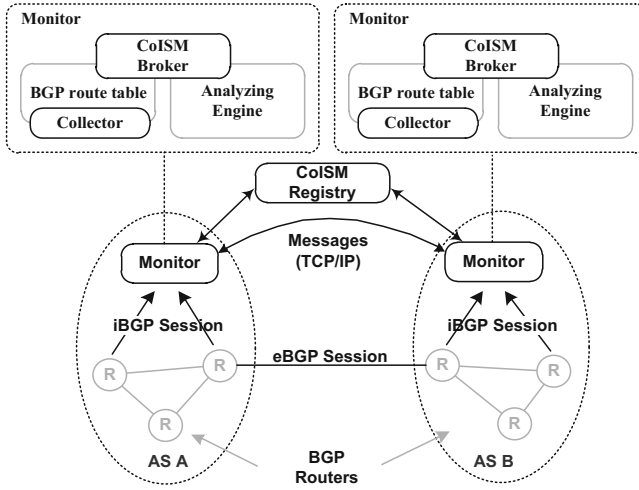 Monitor
CoISM
Broker
BGP route table
Collector
Analyzing
Engine
Monitor
CoISM
Broker
BGP route table
Collector
Analyzing
Engine
CoISM
Registry
Messages
(TCP/IP)
Monitor
Monitor
iBGP Session
iBGP Session
eBGP Session
R
R
R
R
R
R
AS A
BGP
Routers
AS B